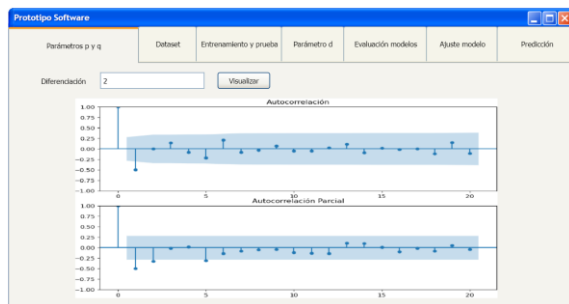 Prototipo Software
Parámetros p y q
Dataset
Entrenamiento y prueba
Parámetro d
Evaluación modelos
Ajuste modelo
Predicción
Diferenciación
2
Visualizar
Autocorrelación
1.00
0.75
0.50
0.25
0.00
−0.25
−0.50
−0.75
−1.00
0
5
10
15
20
Autocorrelación Parcial
1.00
0.75
0.50
0.25
0.00
−0.25
−0.50
−0.75
−1.00
0
5
10
15
20